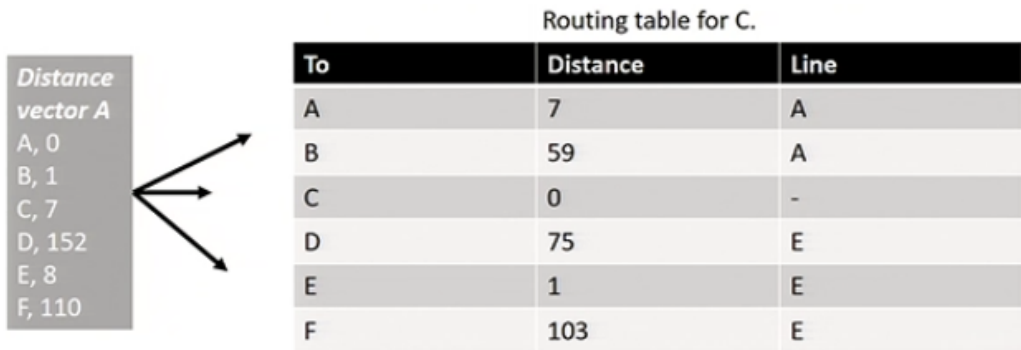 Routing table for C.
Distance
vector A
A, 0
B, 1
C, 7
D, 152
E, 8
F, 110
To Distance Line
A 7 A
B 59 A
C 0 -
D 75 E
E 1 E
F 103 E